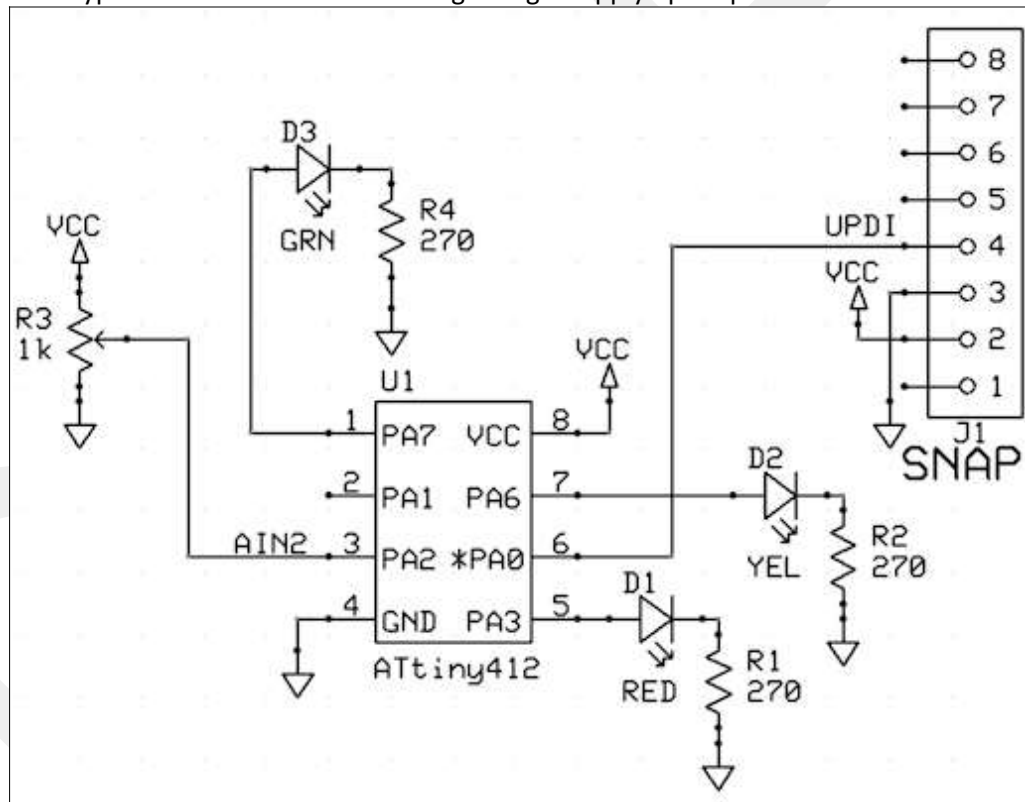 D3
GRN
R4
270
VCC
R3
1k
AIN2
U1
1 PA7 VCC 8
2 PA1 PA6 7
3 PA2 *PA0 6
4 GND PA3 5
ATtiny412
VCC
D1
RED
R1
270
D2
YEL
R2
270
UPDI
VCC
8
7
6
5
4
3
2
1
J1
SNAP